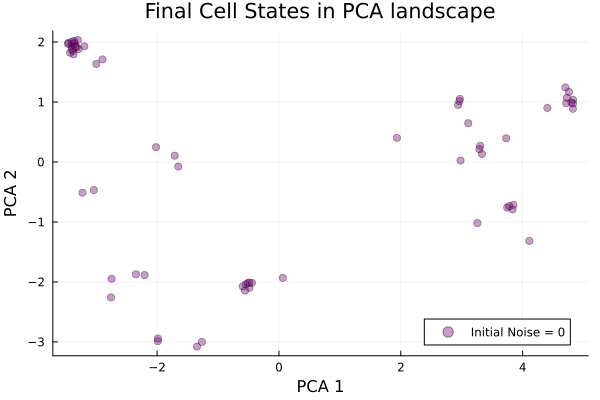 Final Cell States in PCA landscape
PCA 2
2
1
0
−1
−2
−3
Initial Noise = 0
−2
0
2
4
PCA 1